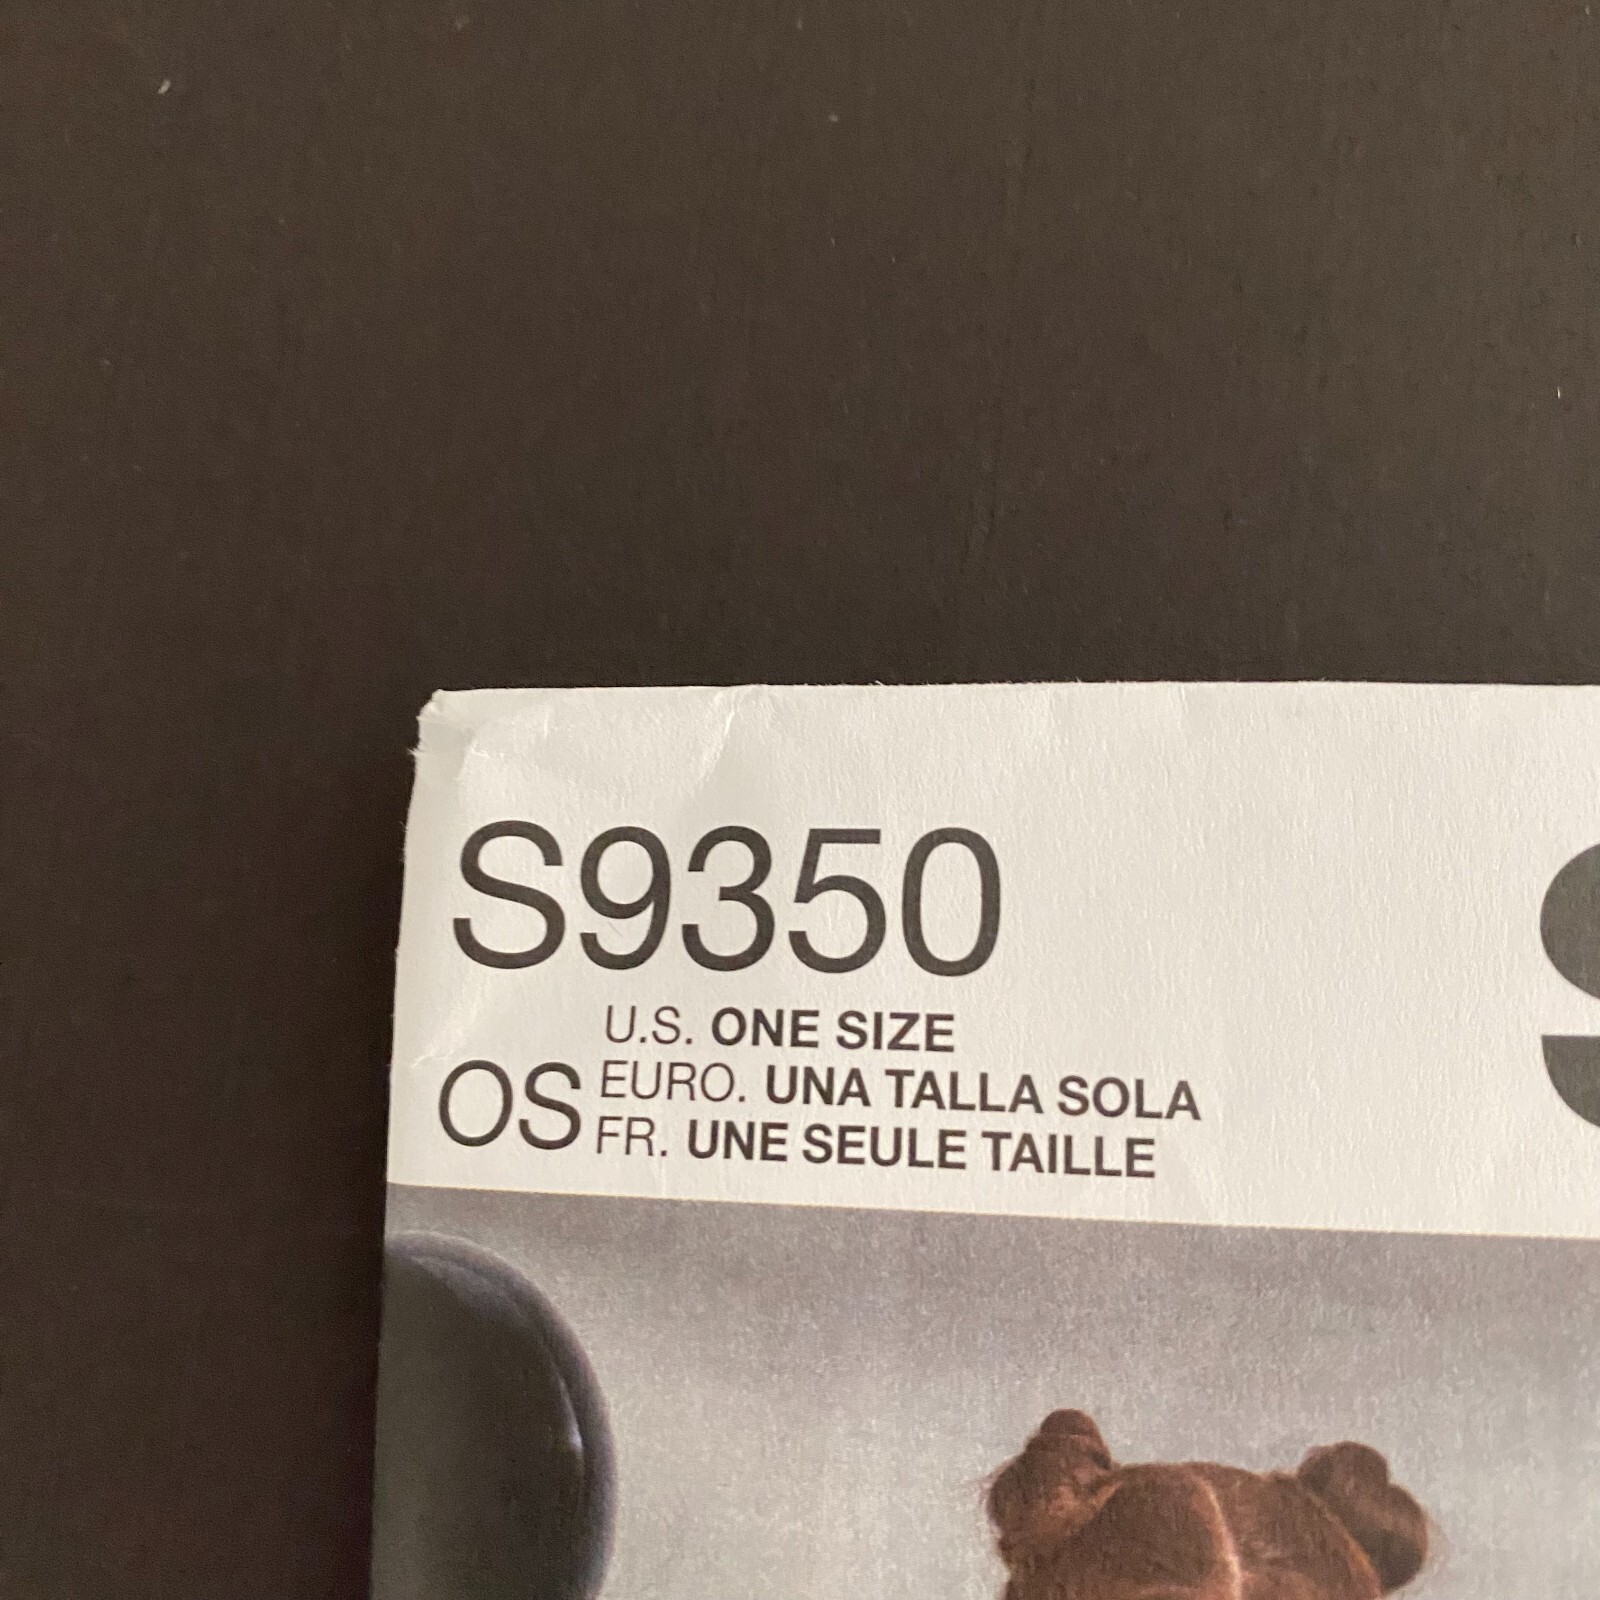 S9350
OS
U.S. ONE SIZE
EURO. UNA TALLA SOLA
FR. UNE SEULE TAILLE